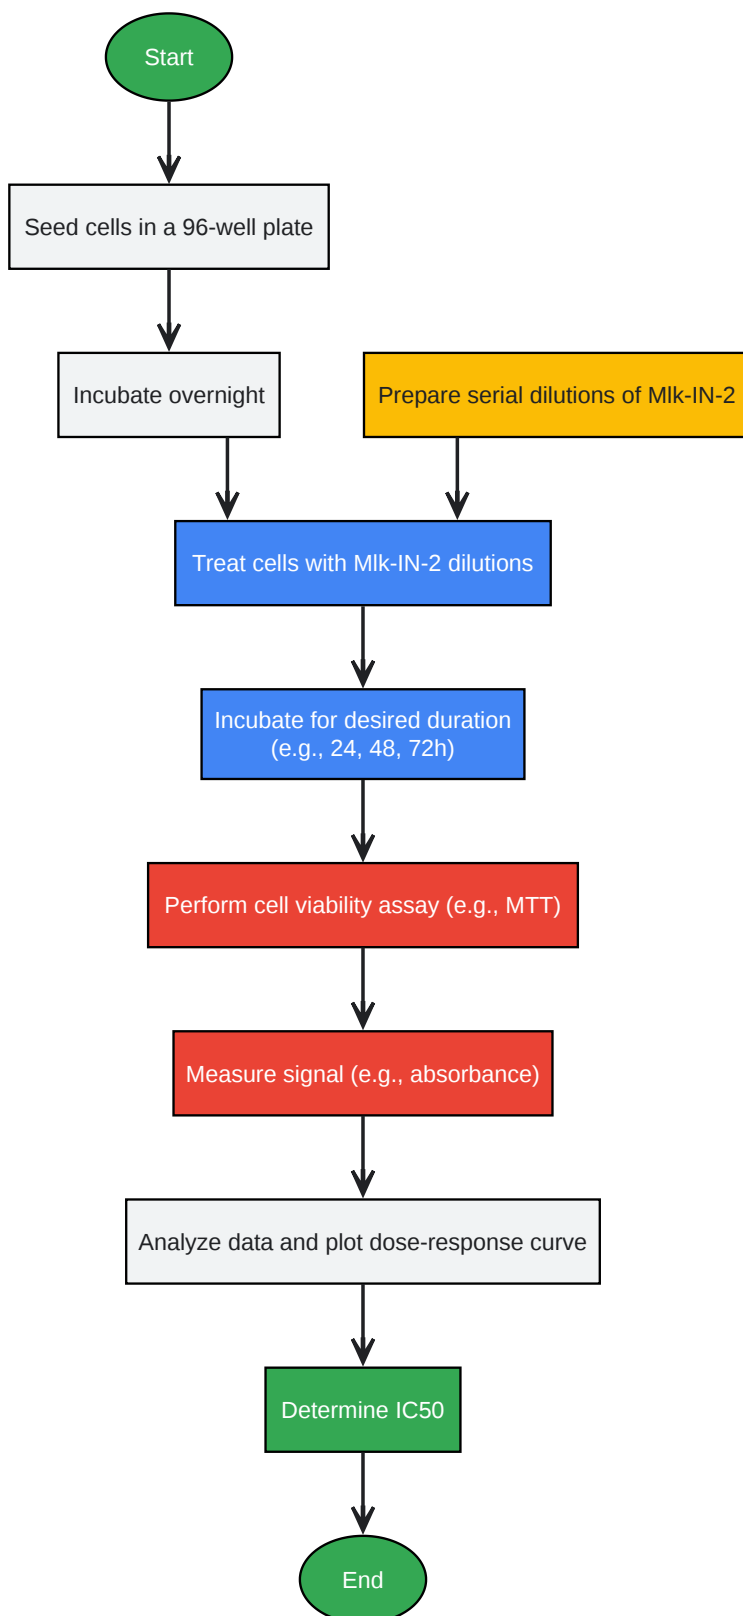 Start
Seed cells in a 96-well plate
Incubate overnight
Prepare serial dilutions of Mlk-IN-2
Treat cells with Mlk-IN-2 dilutions
Incubate for desired duration
(e.g., 24, 48, 72h)
Perform cell viability assay (e.g., MTT)
Measure signal (e.g., absorbance)
Analyze data and plot dose-response curve
Determine IC50
End